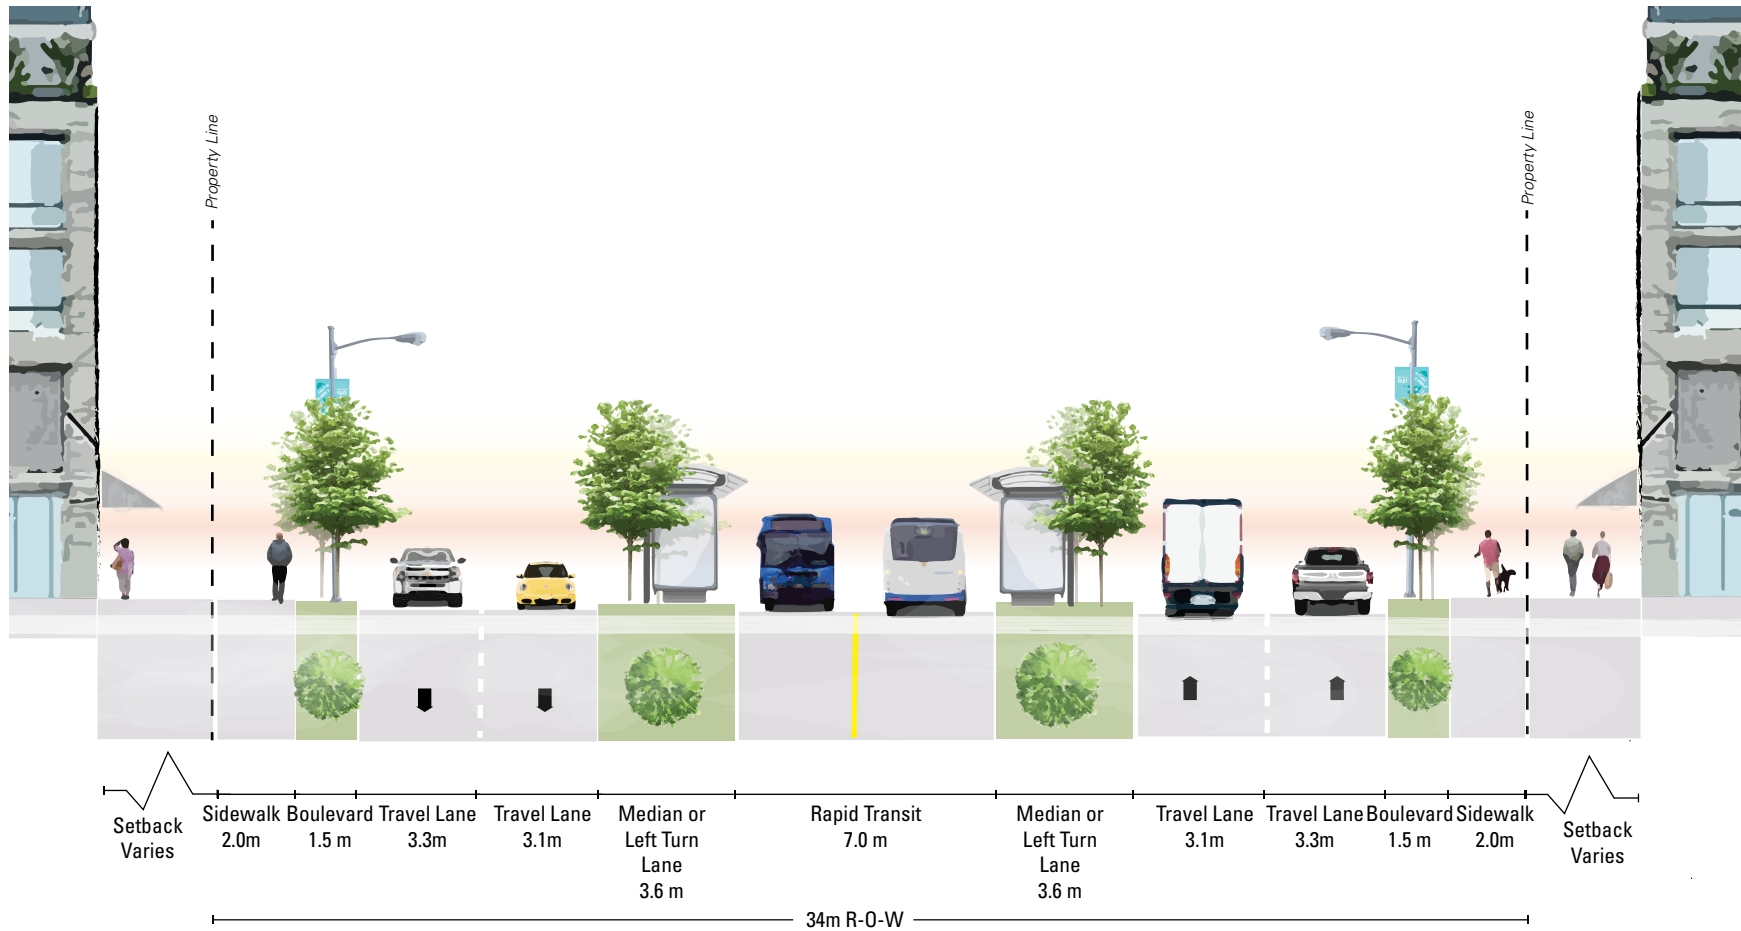 Property Line
Property Line
Setback
Varies
Sidewalk
2.0m
Boulevard
1.5 m
Travel Lane
3.3m
Travel Lane
3.1m
Median or
Left Turn
Lane
3.6 m
Rapid Transit
7.0 m
Median or
Left Turn
Lane
3.6 m
Travel Lane
3.1m
Travel Lane
3.3m
Boulevard
1.5 m
Sidewalk
2.0m
Setback
Varies
34m R-O-W